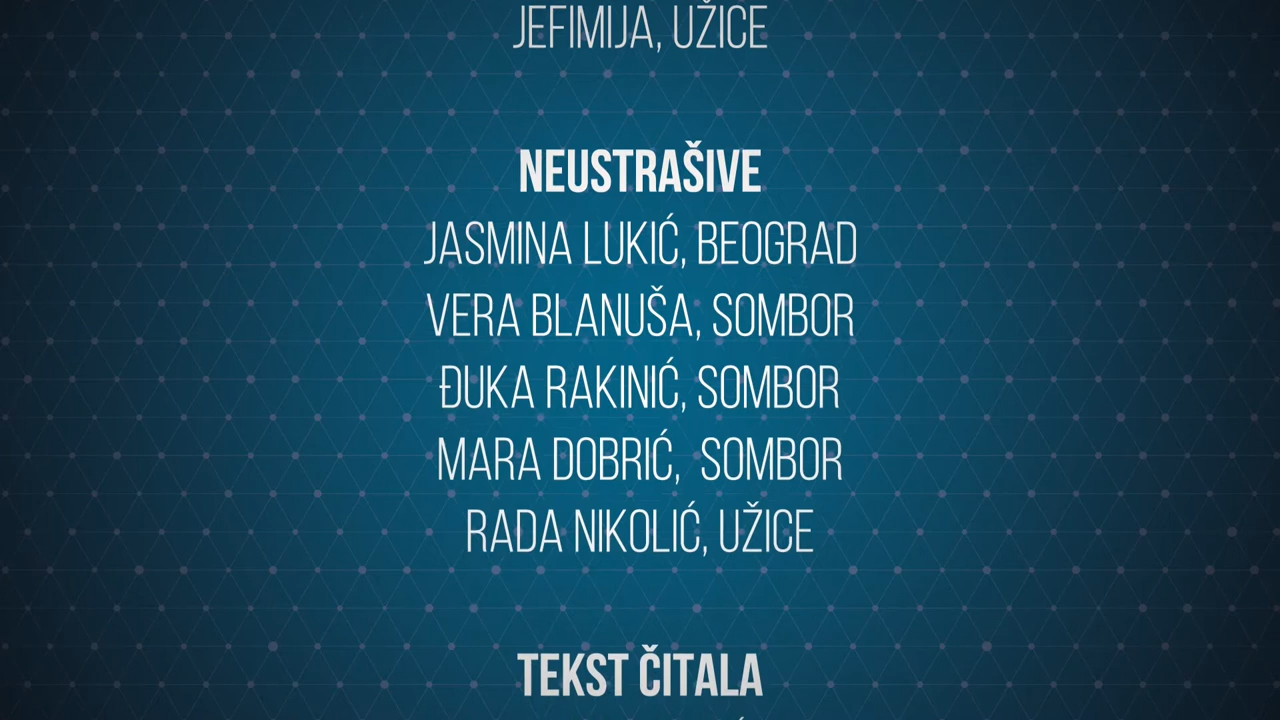 JEFIMIJA, UŽICE
NEUSTRAŠIVE
JASMINA LUKIĆ, BEOGRAD
VERA BLANUŠA, SOMBOR
ĐUKA RAKINIĆ, SOMBOR
MARA DOBRIĆ, SOMBOR
RADA NIKOLIĆ, UŽICE
TEKST ČITALA